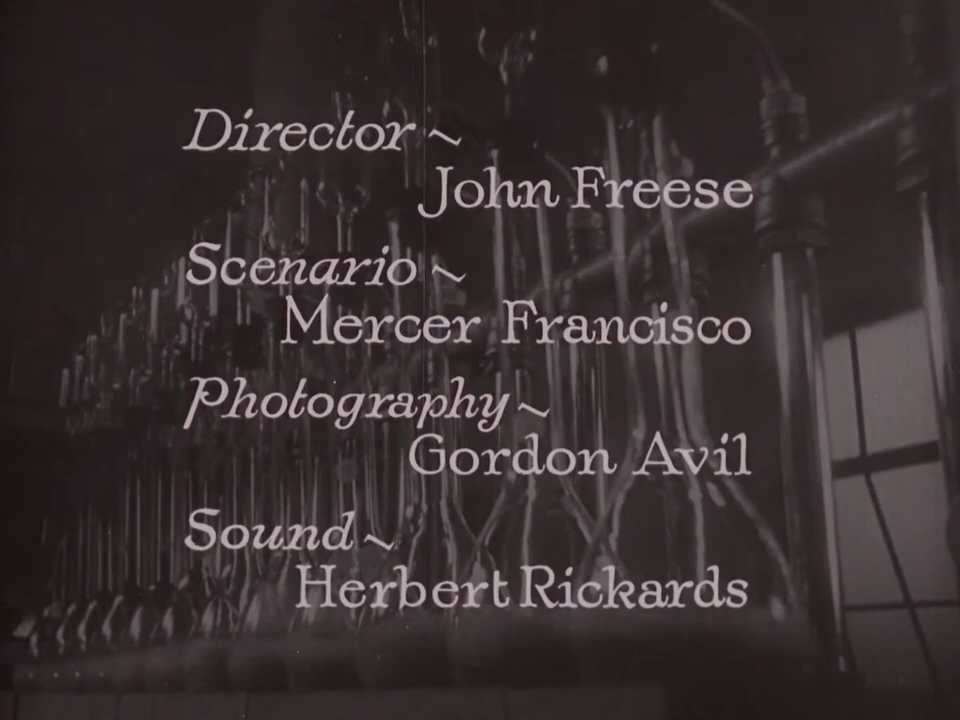 Director ~
John Freese
Scenario ~
Mercer Francisco
Photography ~
Gordon Avil
Sound ~
Herbert Rickards